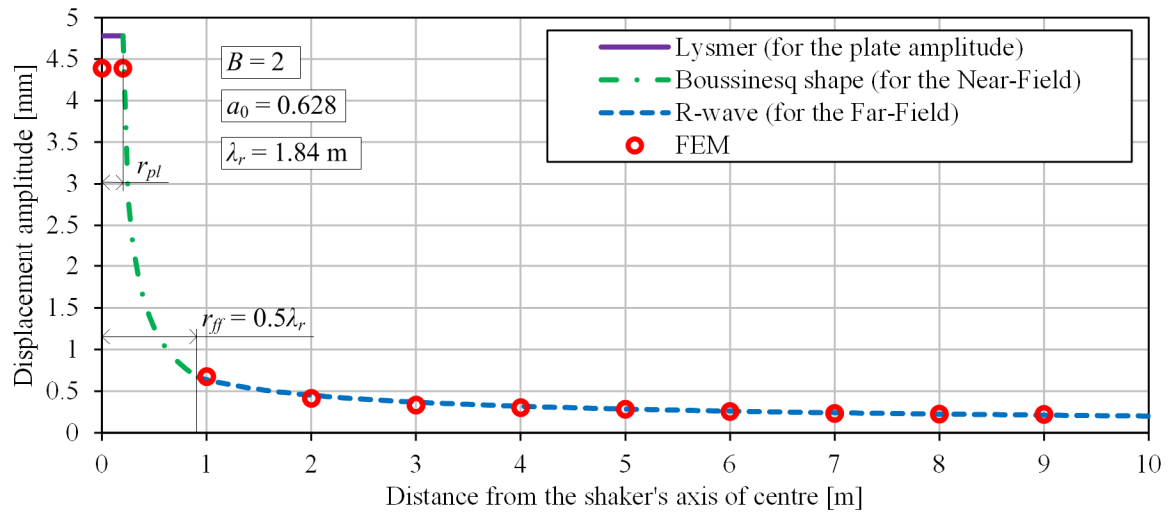 Displacement amplitude [mm]
5
4.5
4
3.5
3
2.5
2
1.5
1
0.5
0
B = 2
a0 = 0.628
λr = 1.84 m
rpl
rff = 0.5λr
Lysmer (for the plate amplitude)
Boussinesq shape (for the Near-Field)
R-wave (for the Far-Field)
FEM
0 1 2 3 4 5 6 7 8 9 10
Distance from the shaker's axis of centre [m]